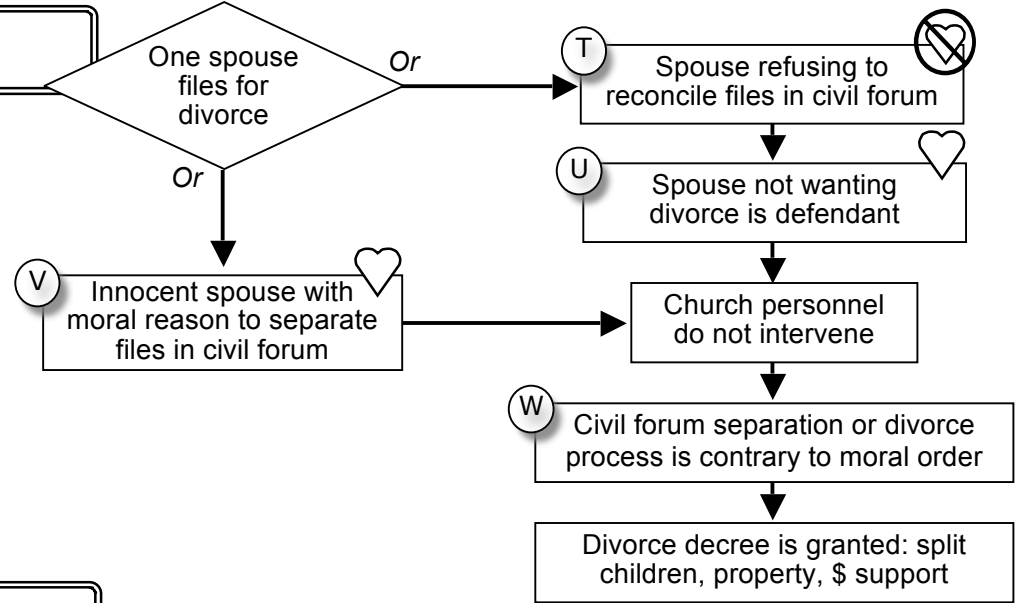 One spouse
files for
divorce
Or
Or
T
Spouse refusing to
reconcile files in civil forum
U
Spouse not wanting
divorce is defendant
V
Innocent spouse with
moral reason to separate
files in civil forum
Church personnel
do not intervene
W
Civil forum separation or divorce
process is contrary to moral order
Divorce decree is granted: split
children, property, $ support